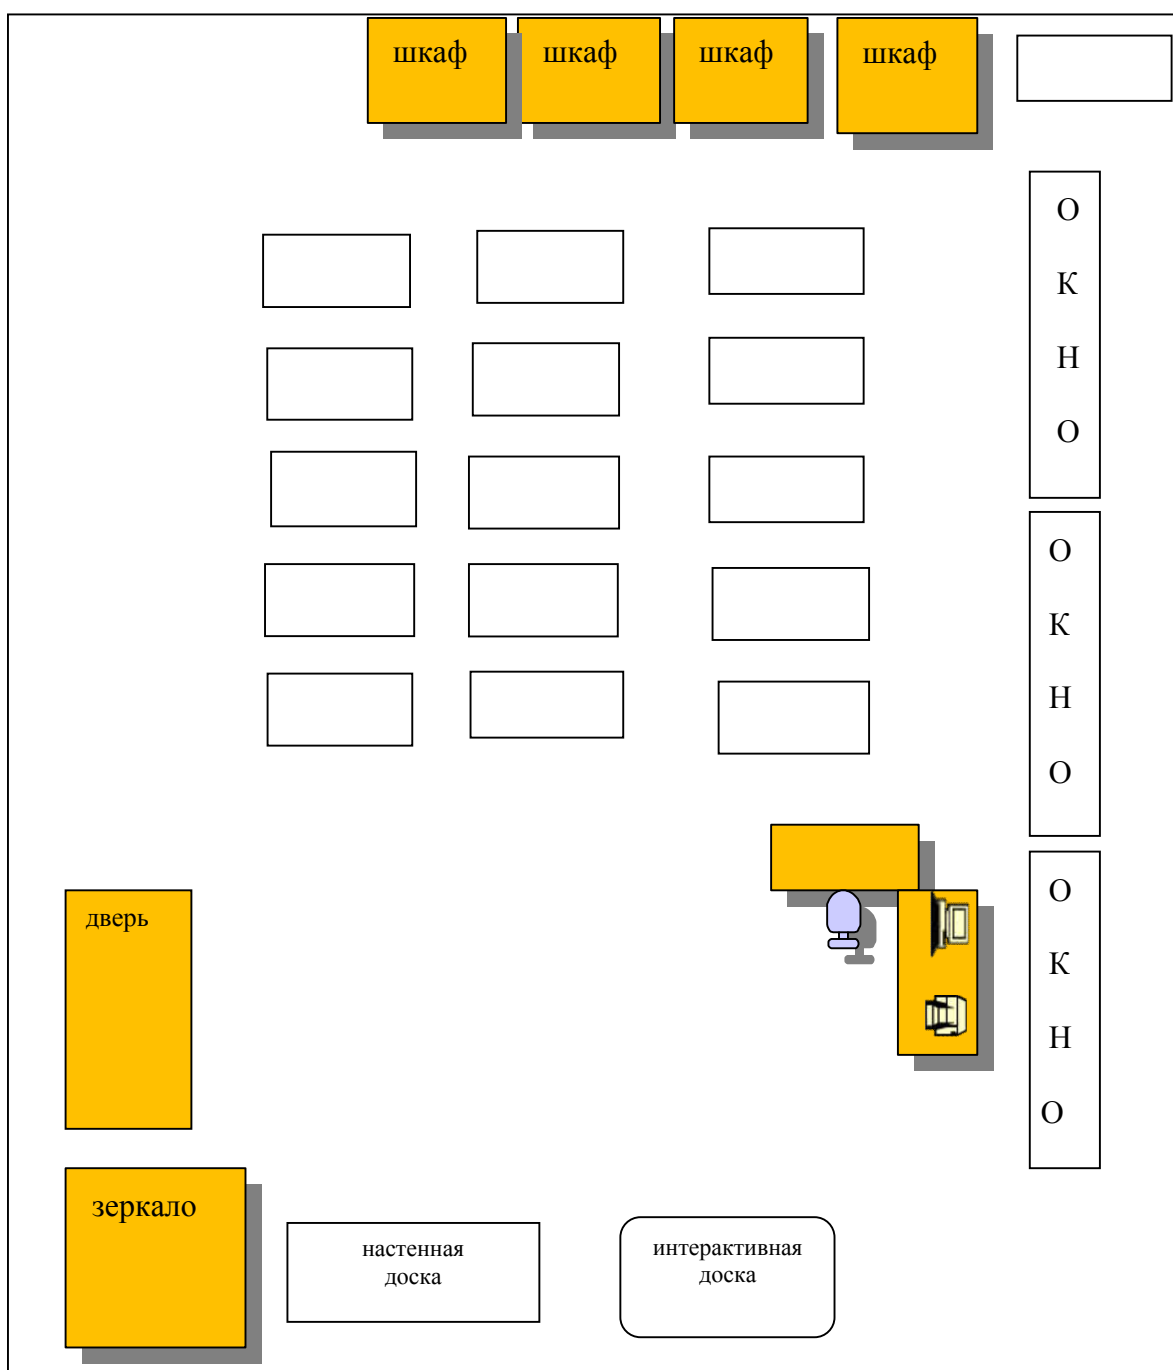 шкаф
шкаф
шкаф
шкаф
О
К
Н
О
О
К
Н
О
О
К
Н
О
дверь
зеркало
настенная
доска
интерактивная
доска